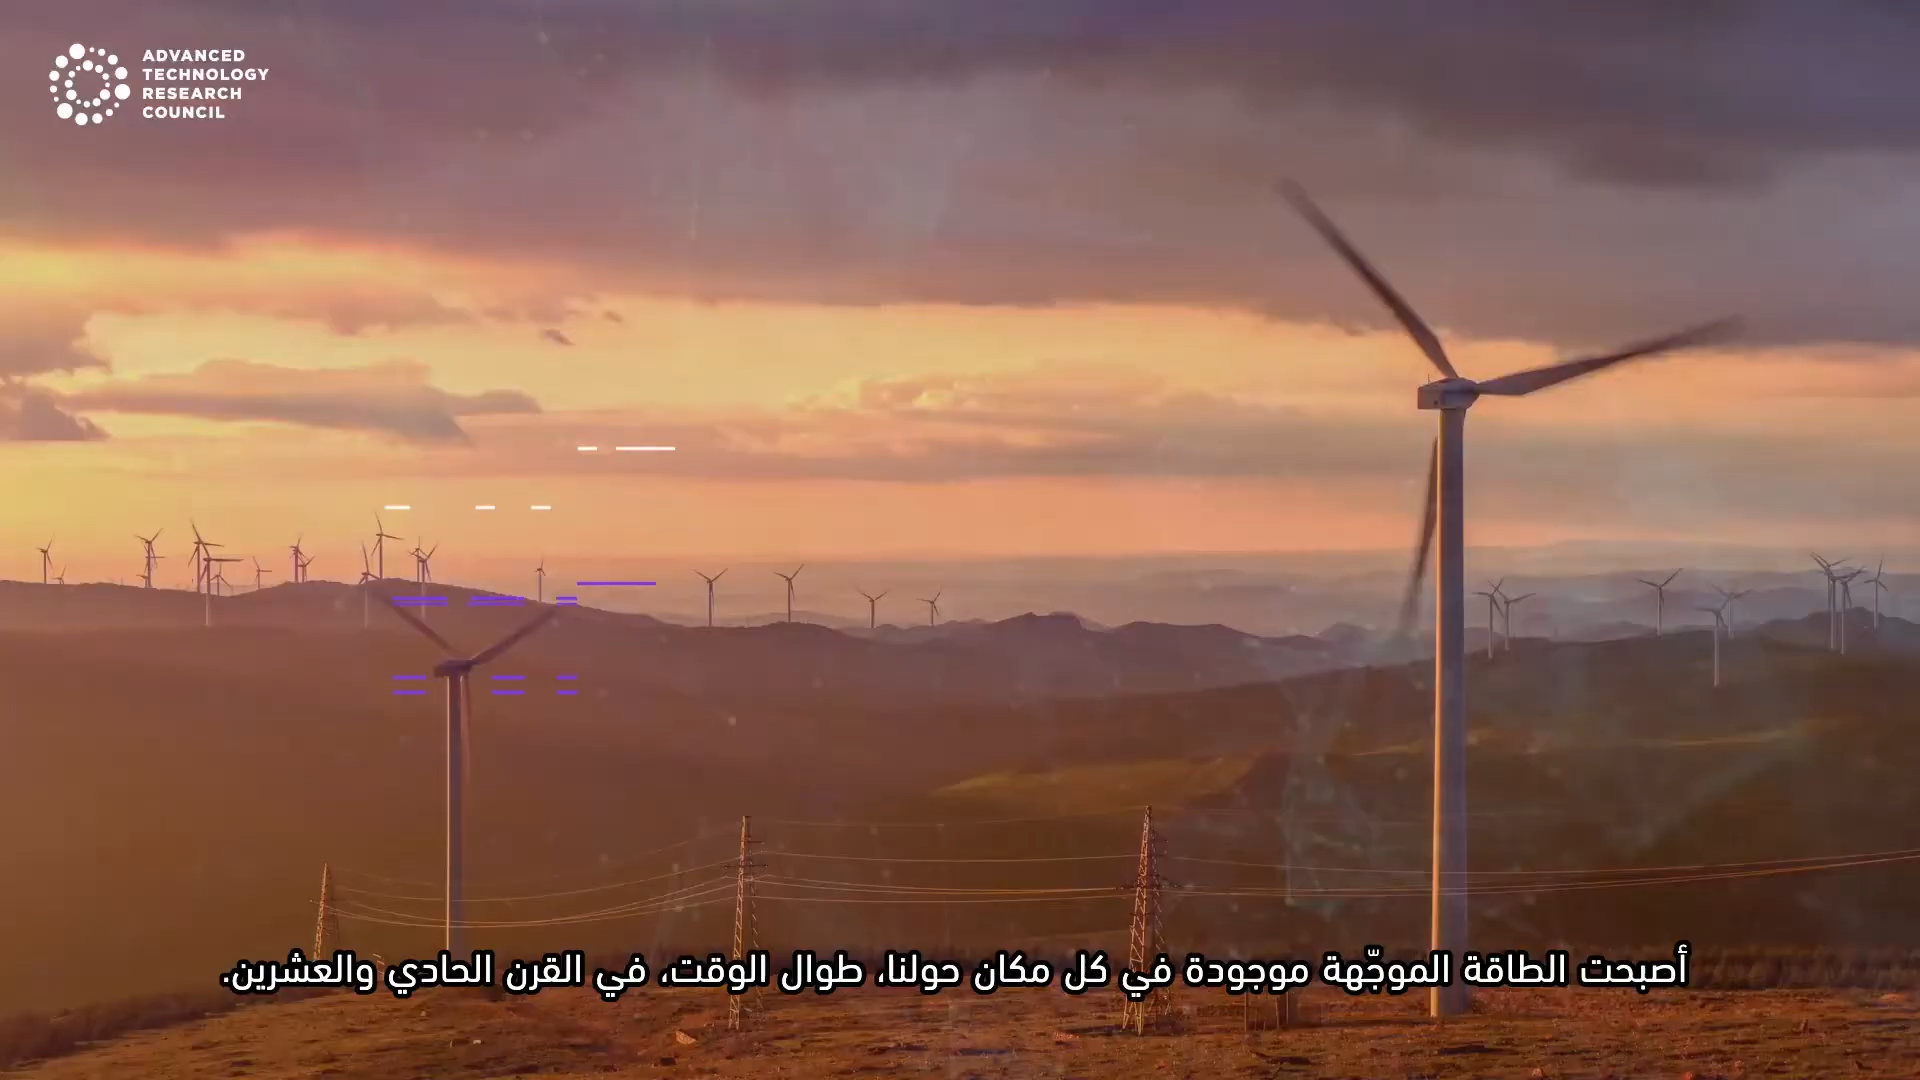 ADVANCED
TECHNOLOGY
RESEARCH
COUNCIL
أصبحت الطاقة الموجّهة موجودة في كل مكان حولنا، طوال الوقت، في القرن الحادي والعشرين.